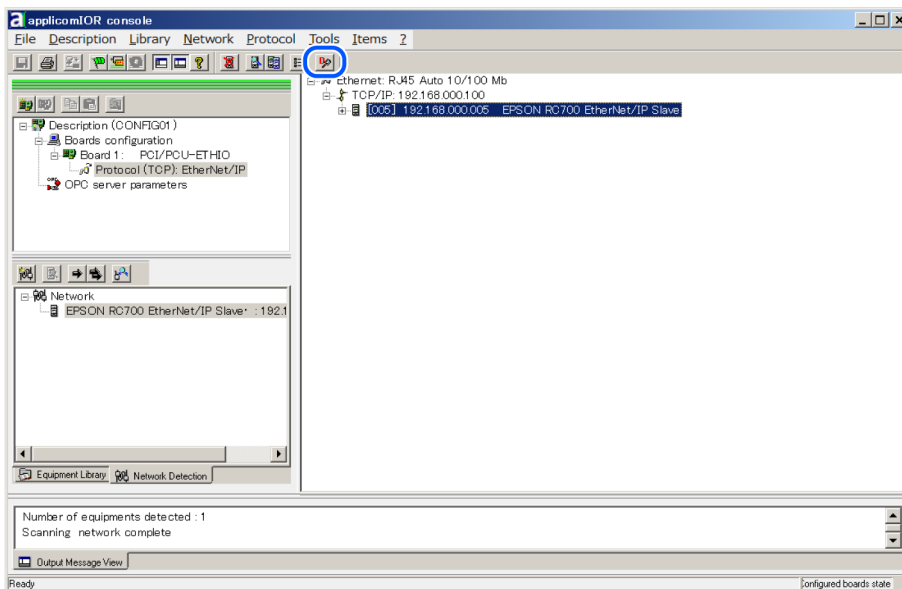 applicomIOR console
File Description Library Network Protocol Tools Items ?
Ethernet: RJ45 Auto 10/100 Mb
TCP/IP: 192.168.000.100
[005] 192.168.000.005 EPSON RC700 EtherNet/IP Slave
Description (CONFIG01)
Boards configuration
Board 1: PCI/PCU-ETHIO
Protocol (TCP): EtherNet/IP
OPC server parameters
Network
EPSON RC700 EtherNet/IP Slave· : 192.1
Equipment Library Network Detection
Number of equipments detected : 1
Scanning network complete
Output Message View
Ready Configured boards state